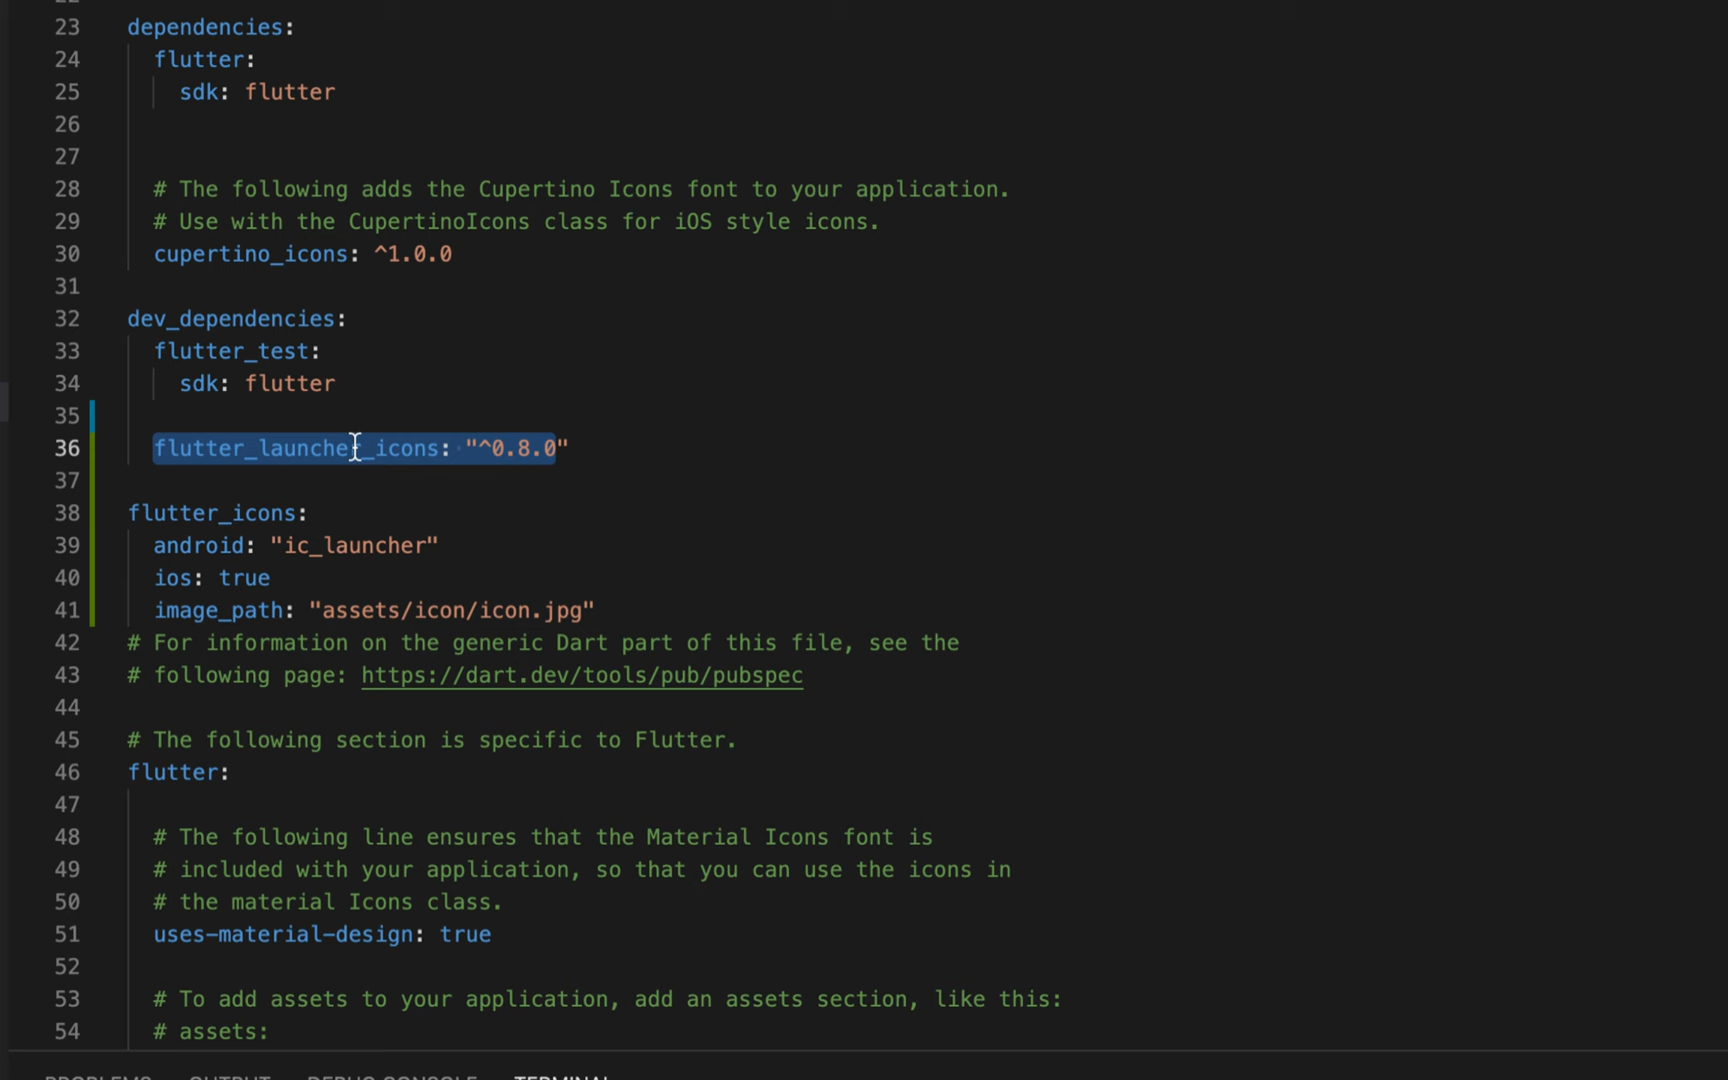 23 dependencies:
24 flutter:
25 sdk: flutter
26
27
28 # The following adds the Cupertino Icons font to your application.
29 # Use with the CupertinoIcons class for iOS style icons.
30 cupertino_icons: ^1.0.0
31
32 dev_dependencies:
33 flutter_test:
34 sdk: flutter
35
36 flutter_launcher_icons: "^0.8.0"
37
38 flutter_icons:
39 android: "ic_launcher"
40 ios: true
41 image_path: "assets/icon/icon.jpg"
42 # For information on the generic Dart part of this file, see the
43 # following page: https://dart.dev/tools/pub/pubspec
44
45 # The following section is specific to Flutter.
46 flutter:
47
48 # The following line ensures that the Material Icons font is
49 # included with your application, so that you can use the icons in
50 # the material Icons class.
51 uses-material-design: true
52
53 # To add assets to your application, add an assets section, like this:
54 # assets:
PROBLEMS OUTPUT DEBUG CONSOLE TERMINAL